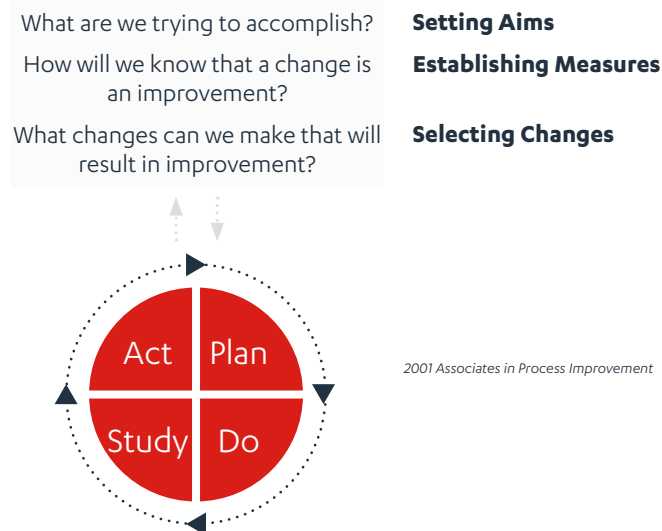 What are we trying to accomplish? Setting Aims
How will we know that a change is Establishing Measures
an improvement?
What changes can we make that will Selecting Changes
result in improvement?
Act Plan
2001 Associates in Process Improvement
Study Do